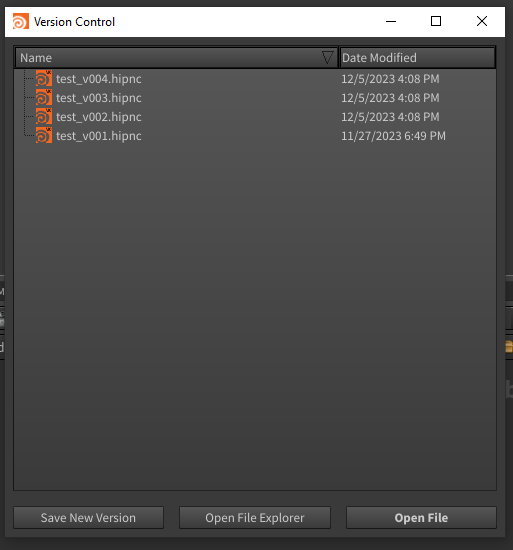 Version Control
Name Date Modified
test_v004.hipnc 12/5/2023 4:08 PM
test_v003.hipnc 12/5/2023 4:08 PM
test_v002.hipnc 12/5/2023 4:08 PM
test_v001.hipnc 11/27/2023 6:49 PM
Save New Version Open File Explorer Open File